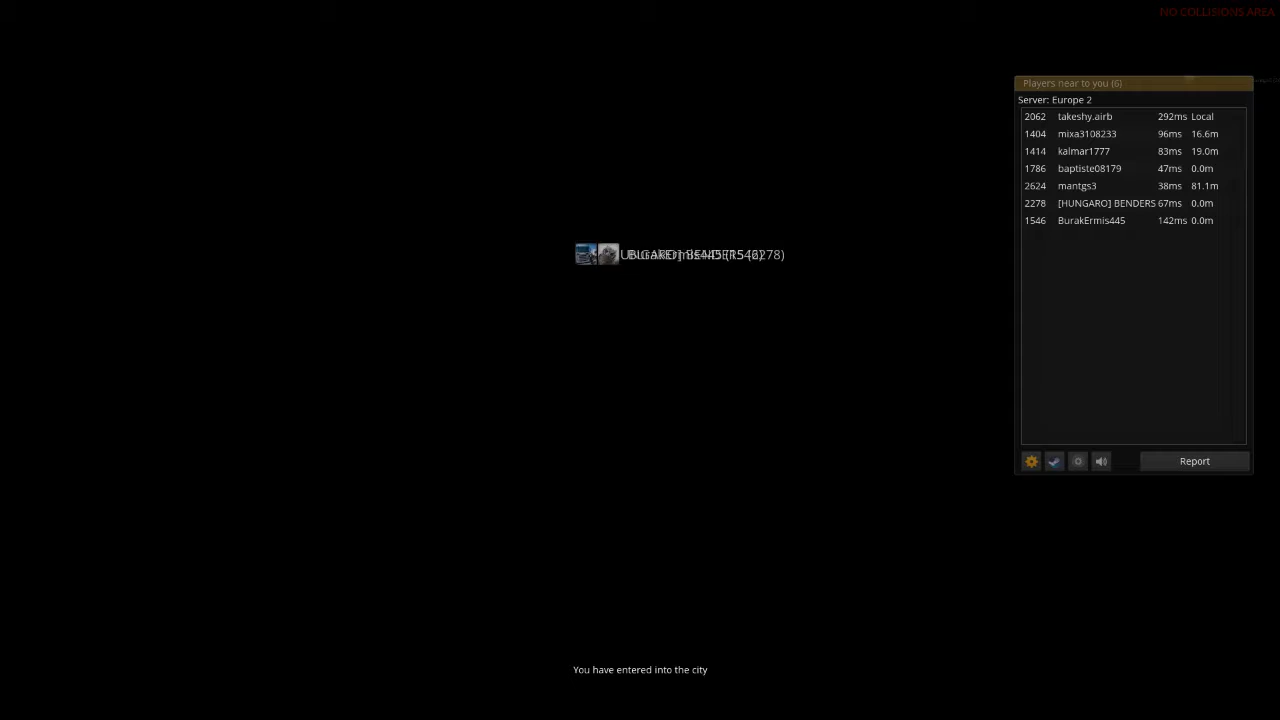 NO COLLISIONS AREA
Players near to you (6)
Server: Europe 2
2062 takeshy.airb 292ms Local
1404 mixa3108233 96ms 16.6m
1414 kalmar1777 83ms 19.0m
1786 baptiste08179 47ms 0.0m
2624 mantgs3 38ms 81.1m
2278 [HUNGARO] BENDERS 67ms 0.0m
1546 BurakErmis445 142ms 0.0m
Report
You have entered into the city